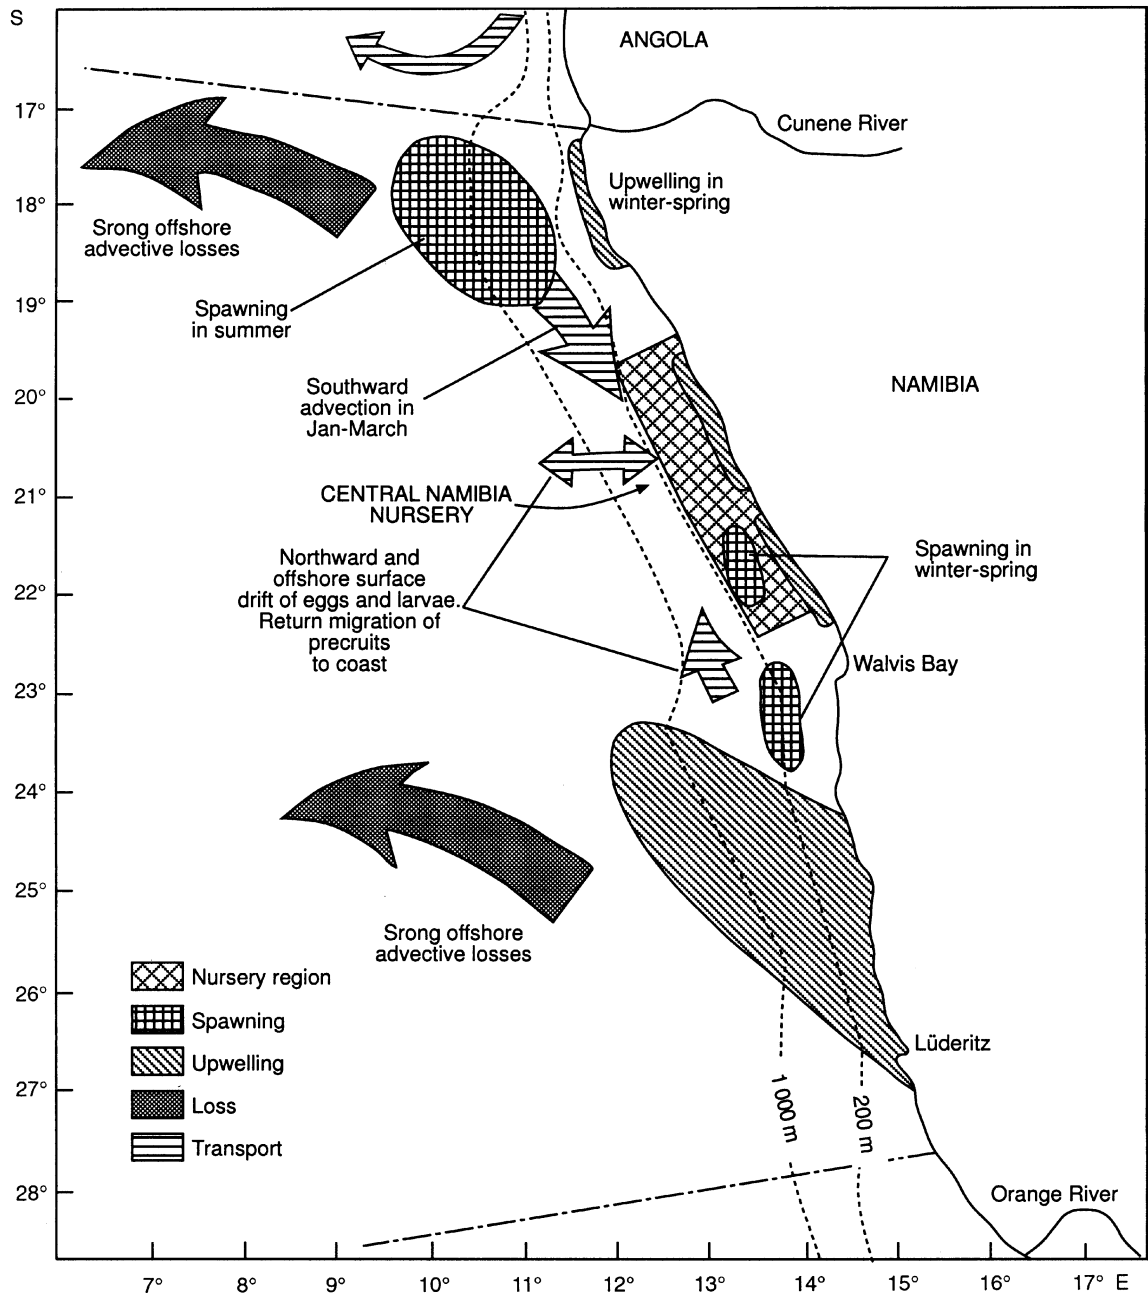 S
ANGOLA
17°
Cunene River
Upwelling in
winter-spring
18°
Srong offshore
advective losses
19°
Spawning
in summer
Southward
advection in
Jan-March
20°
NAMIBIA
21°
CENTRAL NAMIBIA
NURSERY
Northward and
offshore surface
drift of eggs and larvae.
Return migration of
precruits
to coast
Spawning in
winter-spring
22°
Walvis Bay
23°
24°
25°
Srong offshore
advective losses
26°
Nursery region
Spawning
Upwelling
Loss
Transport
Lüderitz
27°
1 000 m
200 m
28°
Orange River
7°
8°
9°
10°
11°
12°
13°
14°
15°
16°
17° E